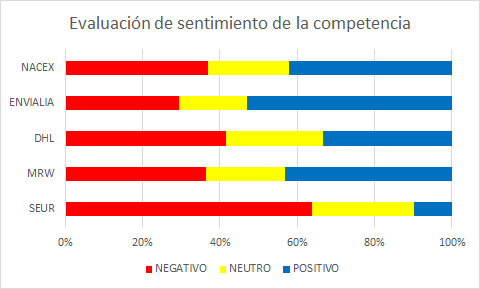 Evaluación de sentimiento de la competencia
NACEX
ENVIALIA
DHL
MRW
SEUR
0% 20% 40% 60% 80% 100%
NEGATIVO NEUTRO POSITIVO